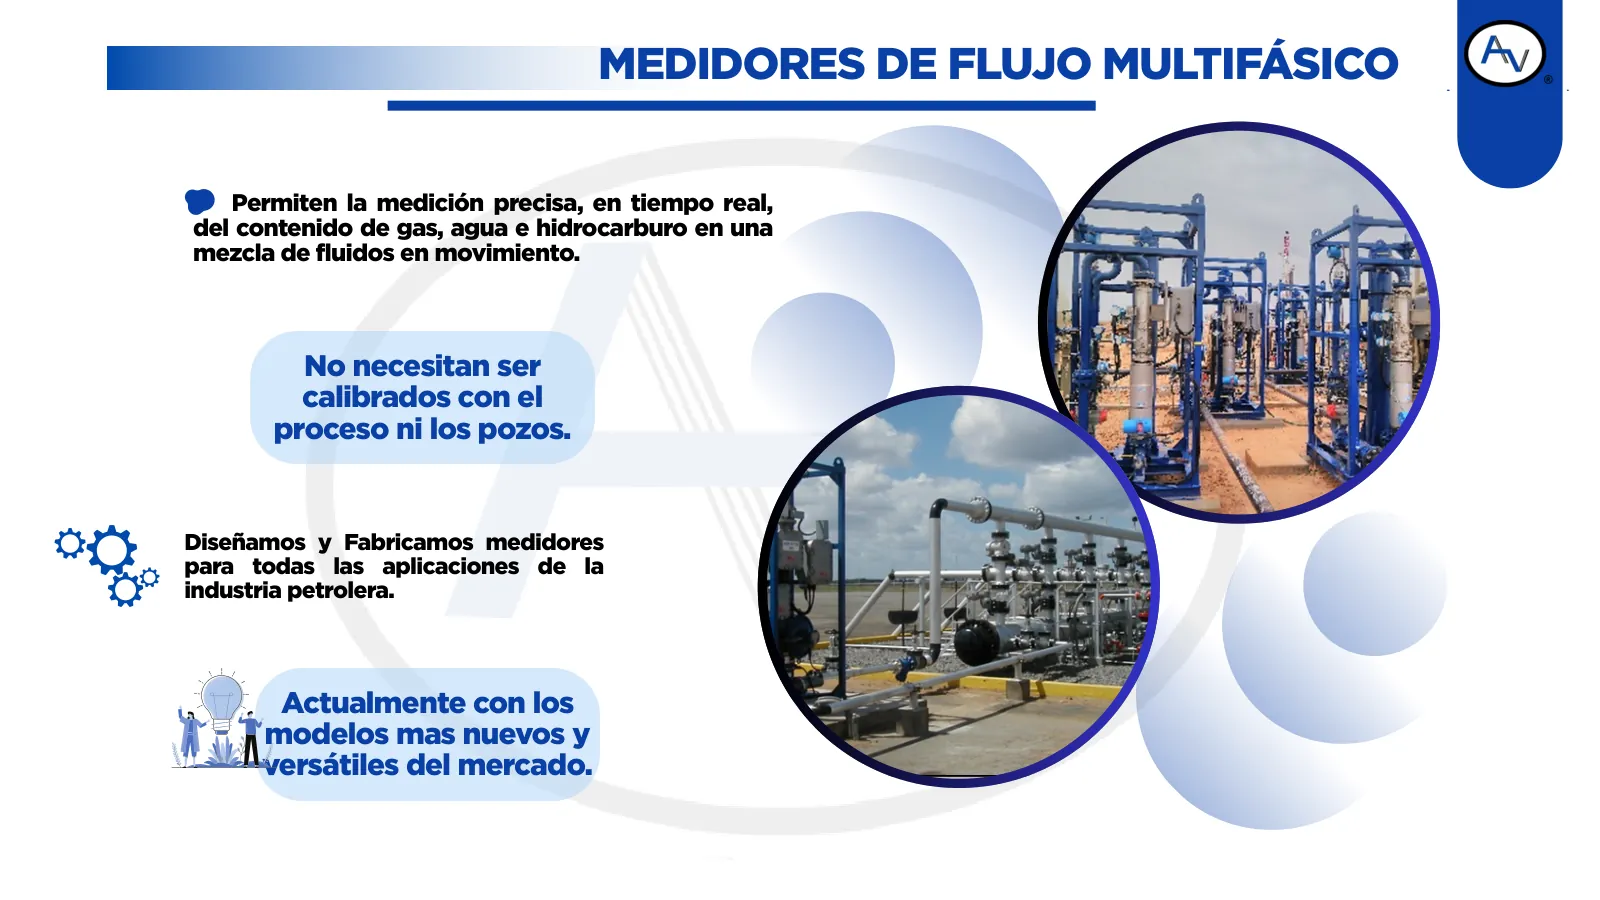 MEDIDORES DE FLUJO MULTIFÁSICO
AV
®
Permiten la medición precisa, en tiempo real,
del contenido de gas, agua e hidrocarburo en una
mezcla de fluidos en movimiento.
No necesitan ser
calibrados con el
proceso ni los pozos.
Diseñamos y Fabricamos medidores
para todas las aplicaciones de la
industria petrolera.
Actualmente con los
modelos mas nuevos y
versátiles del mercado.